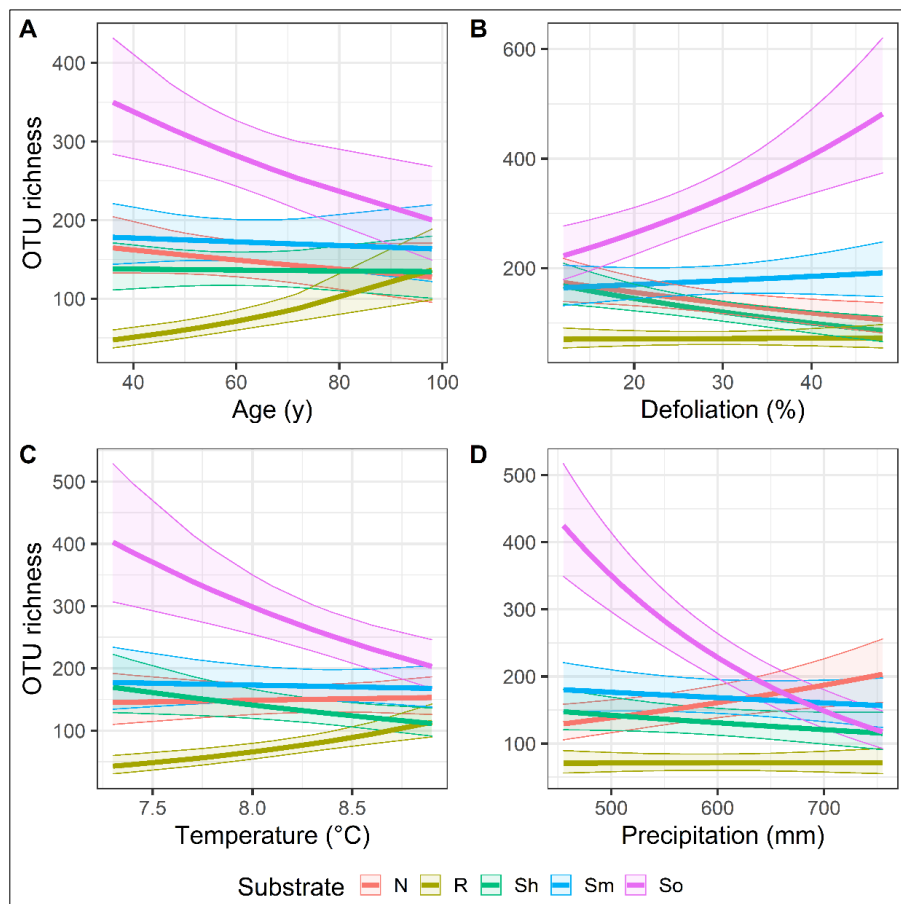 A
B
OTU richness
400
300
200
100
600
400
200
40
60
80
100
20
30
40
Age (y)
Defoliation (%)
C
D
OTU richness
500
400
300
200
100
500
400
300
200
100
7.5
8.0
8.5
500
600
700
Temperature (°C)
Precipitation (mm)
Substrate N R Sh Sm So